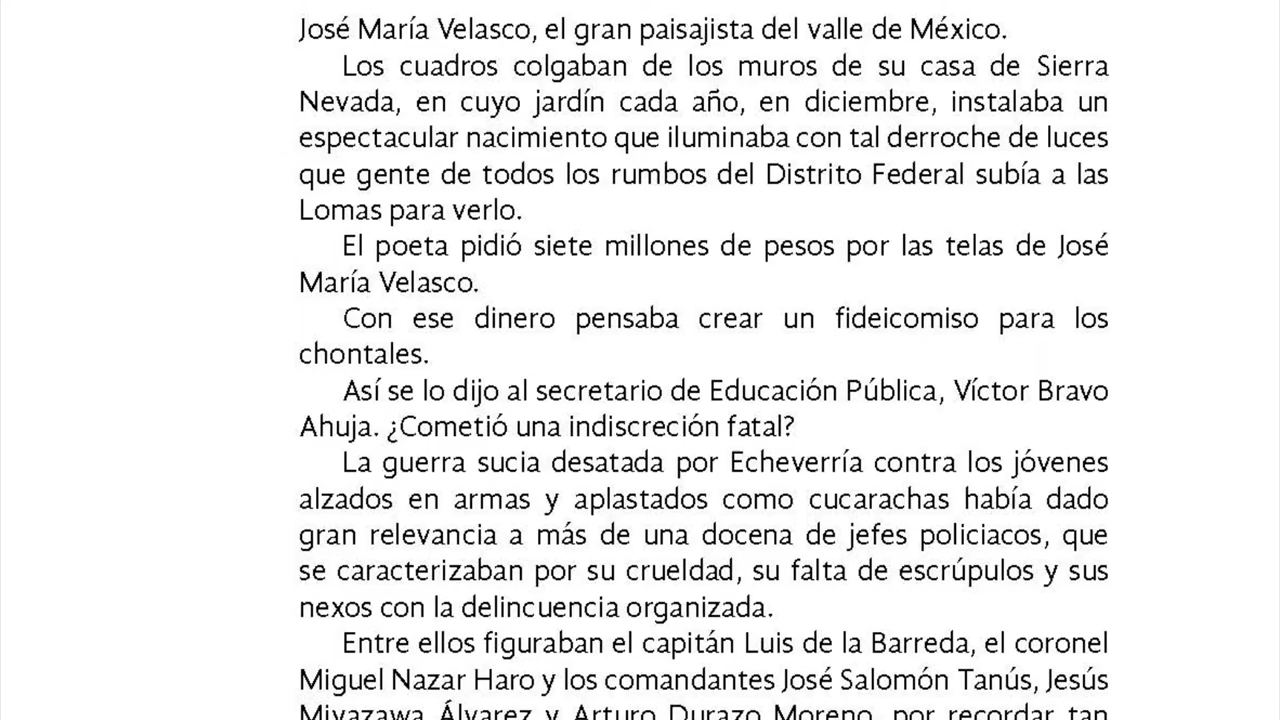 José María Velasco, el gran paisajista del valle de México.
Los cuadros colgaban de los muros de su casa de Sierra
Nevada, en cuyo jardín cada año, en diciembre, instalaba un
espectacular nacimiento que iluminaba con tal derroche de luces
que gente de todos los rumbos del Distrito Federal subía a las
Lomas para verlo.
El poeta pidió siete millones de pesos por las telas de José
María Velasco.
Con ese dinero pensaba crear un fideicomiso para los
chontales.
Así se lo dijo al secretario de Educación Pública, Víctor Bravo
Ahuja. ¿Cometió una indiscreción fatal?
La guerra sucia desatada por Echeverría contra los jóvenes
alzados en armas y aplastados como cucarachas había dado
gran relevancia a más de una docena de jefes policiacos, que
se caracterizaban por su crueldad, su falta de escrúpulos y sus
nexos con la delincuencia organizada.
Entre ellos figuraban el capitán Luis de la Barreda, el coronel
Miguel Nazar Haro y los comandantes José Salomón Tanús, Jesús
Miyazawa Álvarez y Arturo Durazo Moreno, por recordar tan